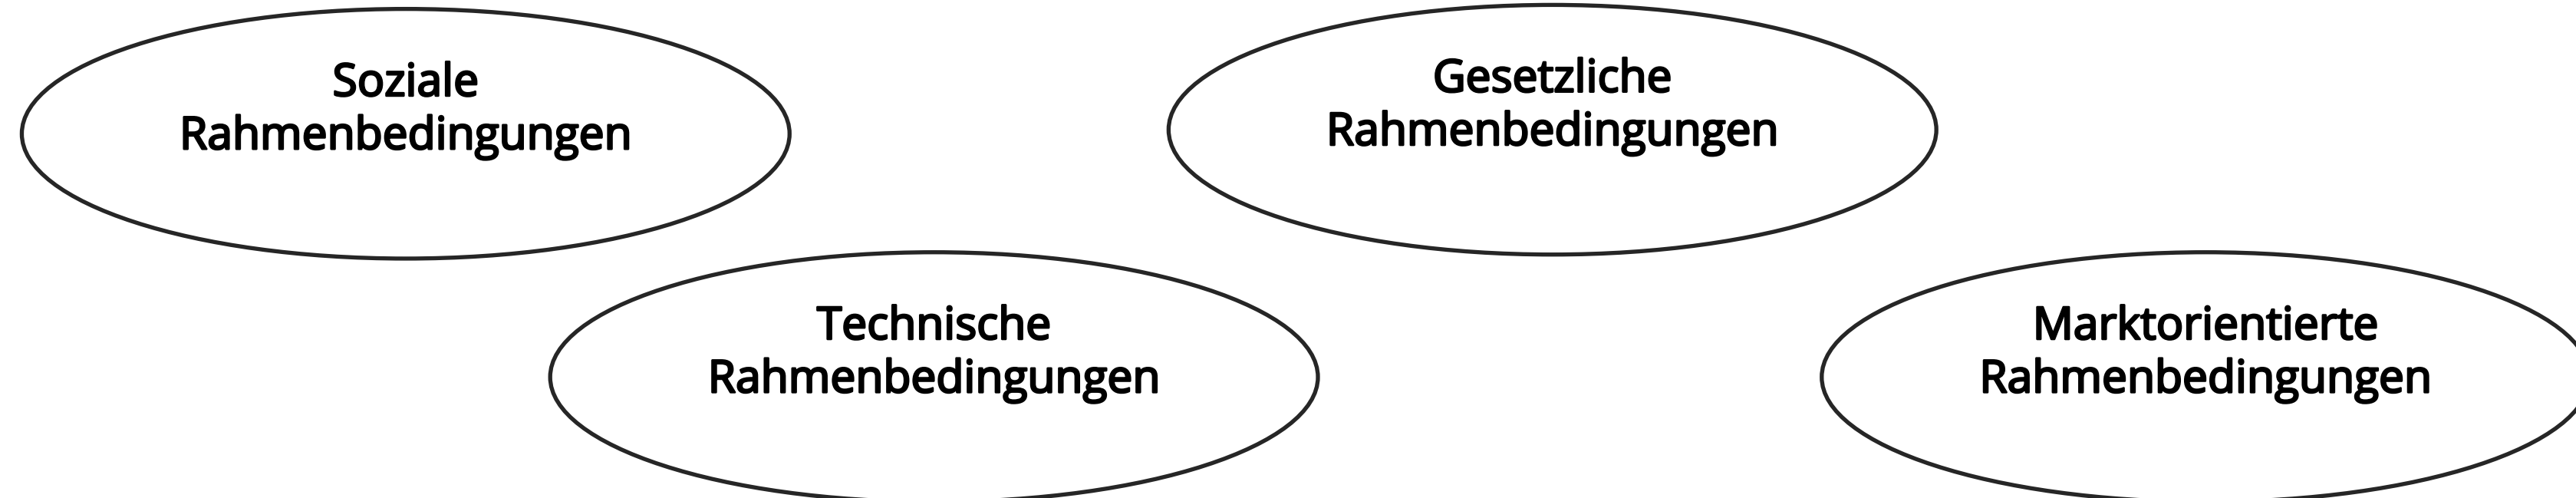 Soziale
Rahmenbedingungen
Gesetzliche
Rahmenbedingungen
Technische
Rahmenbedingungen
Marktorientierte
Rahmenbedingungen